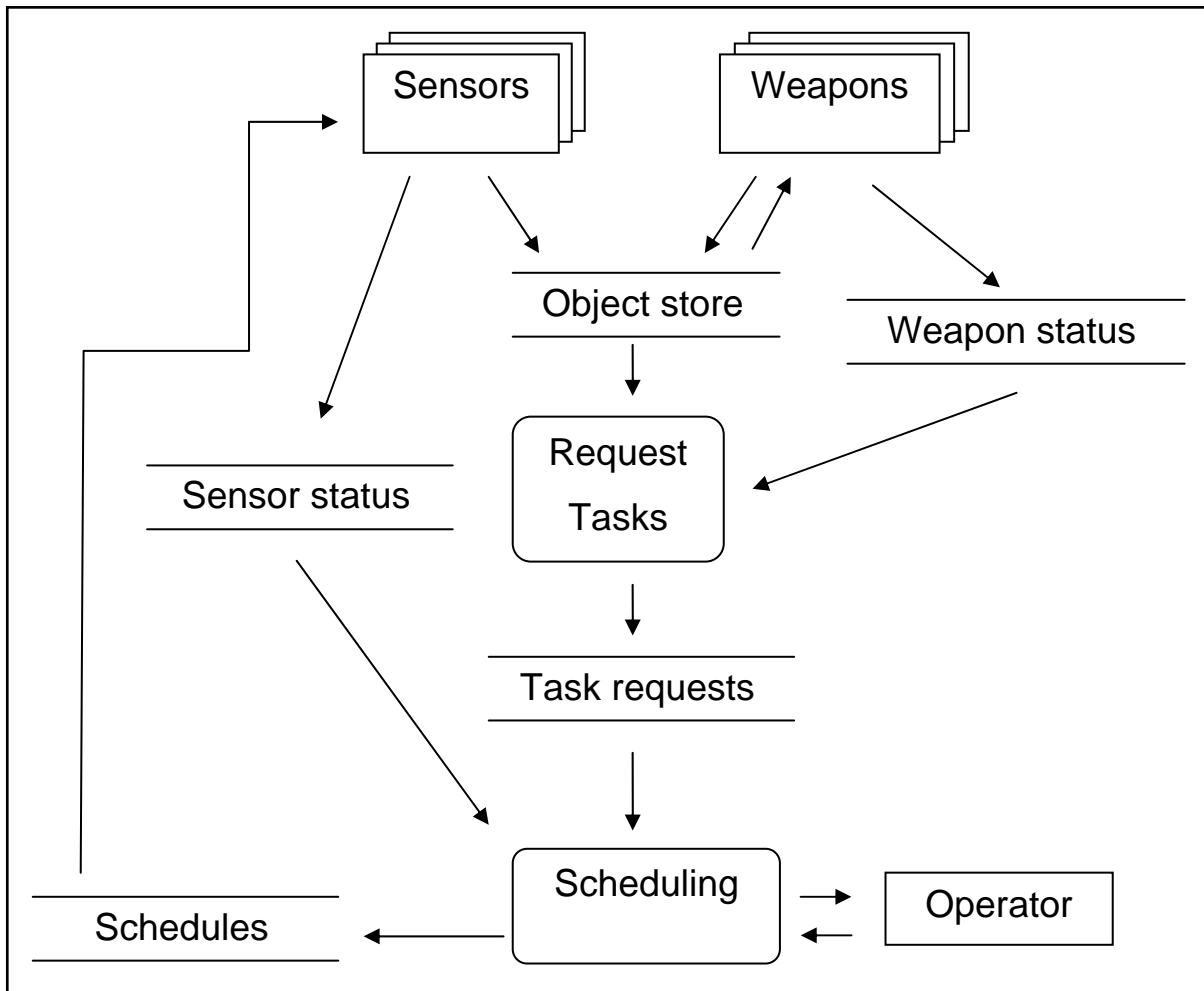 Sensors
Weapons
Object store
Weapon status
Request
Tasks
Sensor status
Task requests
Scheduling
Operator
Schedules